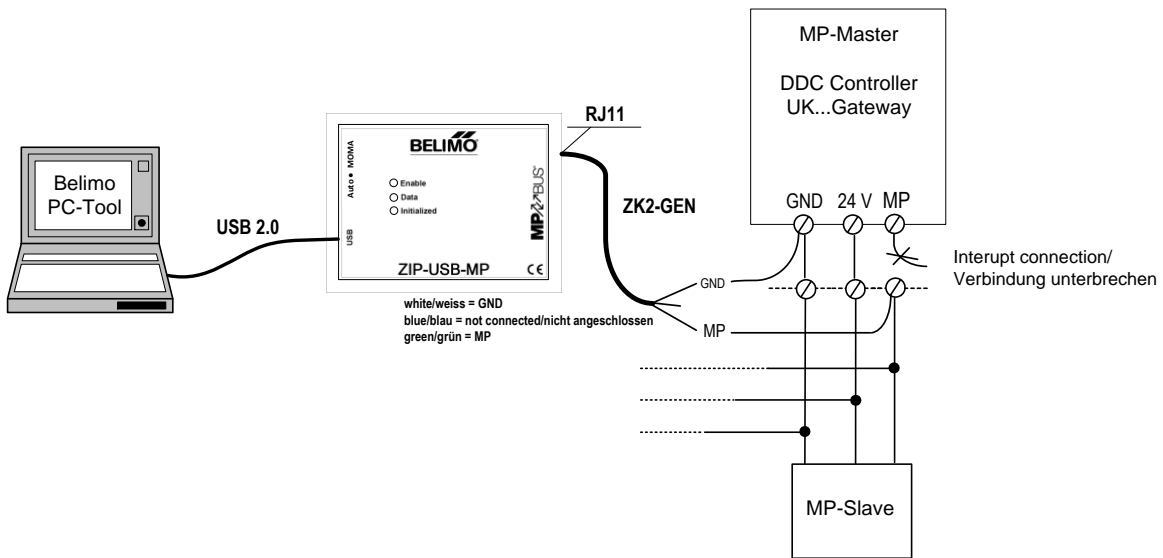 Belimo
PC-Tool
USB 2.0
Auto ● MOMA
USB
BELIMO
Enable
Data
Initialized
MP BUS®
ZIP-USB-MP
CE
white/weiss = GND
blue/blau = not connected/nicht angeschlossen
green/grün = MP
RJ11
ZK2-GEN
GND
MP
MP-Master
DDC Controller
UK...Gateway
GND 24 V MP
Interupt connection/
Verbindung unterbrechen
MP-Slave